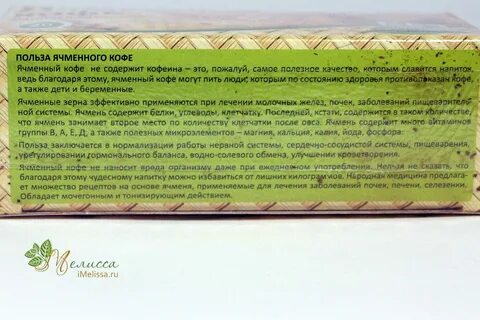 ПОЛЬЗА ЯЧМЕННОГО КОФЕ
Ячменный кофе не содержит кофеина – это, пожалуй, самое полезное качество, которым славится напиток,
ведь благодаря этому, ячменный кофе могут пить люди, которым по состоянию здоровья противопоказан кофе,
а также дети и беременные.
Ячменные зерна эффективно применяются при лечении молочных желез, почек, заболеваний пищеварител
ной системы. Ячмень содержит белки, углеводы, клетчатку. Последней, кстати, содержится в таком количестве,
что ячмень занимает второе место по количеству клетчатки после овса. Ячмень содержит много витаминов
группы В, А, Е, Д, а также полезных микроэлементов – магния, кальция, калия, йода, фосфора.
Польза заключается в нормализации работы нервной системы, сердечно-сосудистой системы, пищеварения,
урегулировании гормонального баланса, водно-солевого обмена, улучшении кроветворения.
Ячменный кофе не наносит вреда организму даже при ежедневном употреблении. Нельзя не сказать, что
благодаря этому чудесному напитку можно избавиться от лишних килограммов. Народная медицина предлаг
ает множество рецептов на основе ячменя, применяемые для лечения заболеваний почек, печени, селезенки.
Обладает мочегонным и тонизирующим действием.
Мелисса
iMelissa.ru